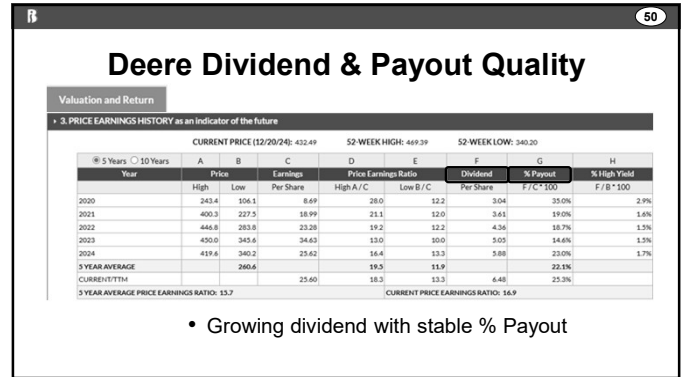 50
Deere Dividend & Payout Quality
Valuation and Return
3. PRICE EARNINGS HISTORY as an indicator of the future
CURRENT PRICE (12/20/24): 432.49 52-WEEK HIGH: 469.39 52-WEEK LOW: 340.20
5 Years 10 Years A B C D E F G H
Year Price Earnings Price Earnings Ratio Dividend % Payout % High Yield
High Low Per Share High A / C Low B / C Per Share F / C * 100 F / B * 100
2020 243.4 106.1 8.69 28.0 12.2 3.04 35.0% 2.9%
2021 400.3 227.5 18.99 21.1 12.0 3.61 19.0% 1.6%
2022 446.8 283.8 23.28 19.2 12.2 4.36 18.7% 1.5%
2023 450.0 345.6 34.63 13.0 10.0 5.05 14.6% 1.5%
2024 419.6 340.2 25.62 16.4 13.3 5.88 23.0% 1.7%
5 YEAR AVERAGE 260.6 19.5 11.9 22.1%
CURRENT/TTM 25.60 18.3 13.3 6.48 25.3%
5 YEAR AVERAGE PRICE EARNINGS RATIO: 15.7 CURRENT PRICE EARNINGS RATIO: 16.9
• Growing dividend with stable % Payout